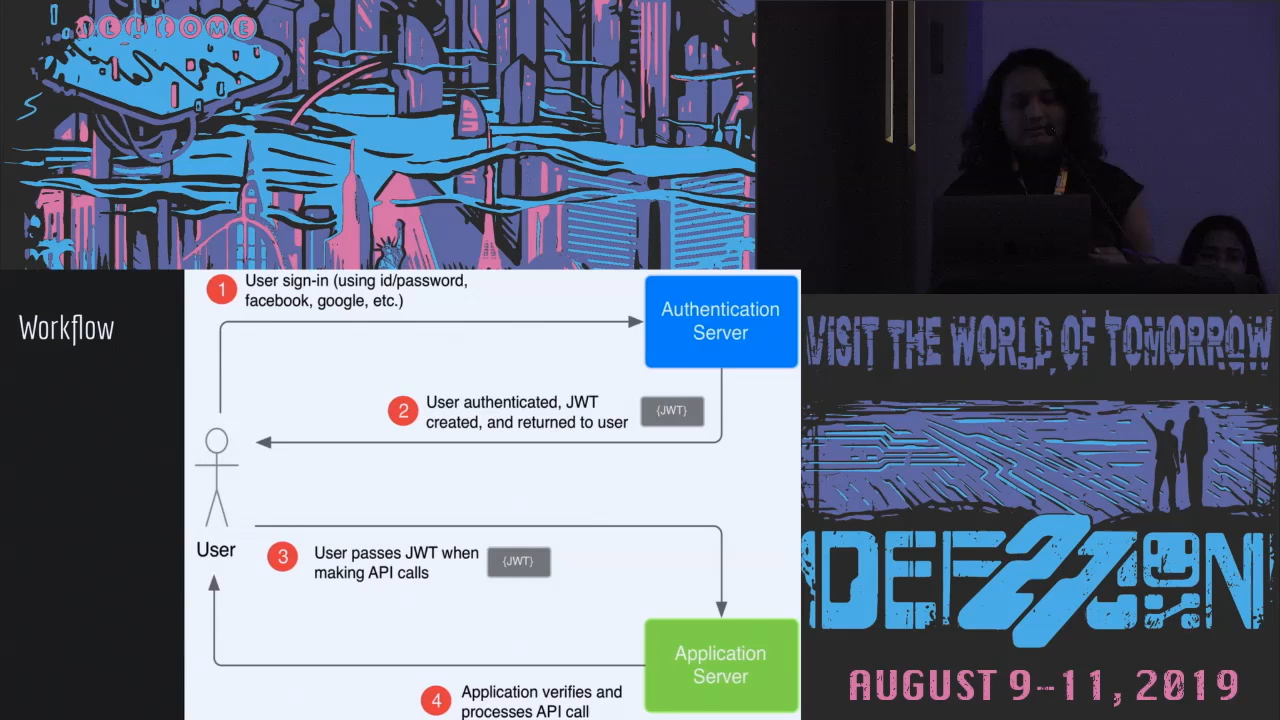 WELCOME
Workflow
1
User sign-in (using id/password,
facebook, google, etc.)
Authentication
Server
2
User authenticated, JWT
created, and returned to user
{JWT}
User
3
User passes JWT when
making API calls
{JWT}
Application
Server
4
Application verifies and
processes API call
VISIT THE WORLD OF TOMORROW
DEF27CON
AUGUST 9-11, 2019